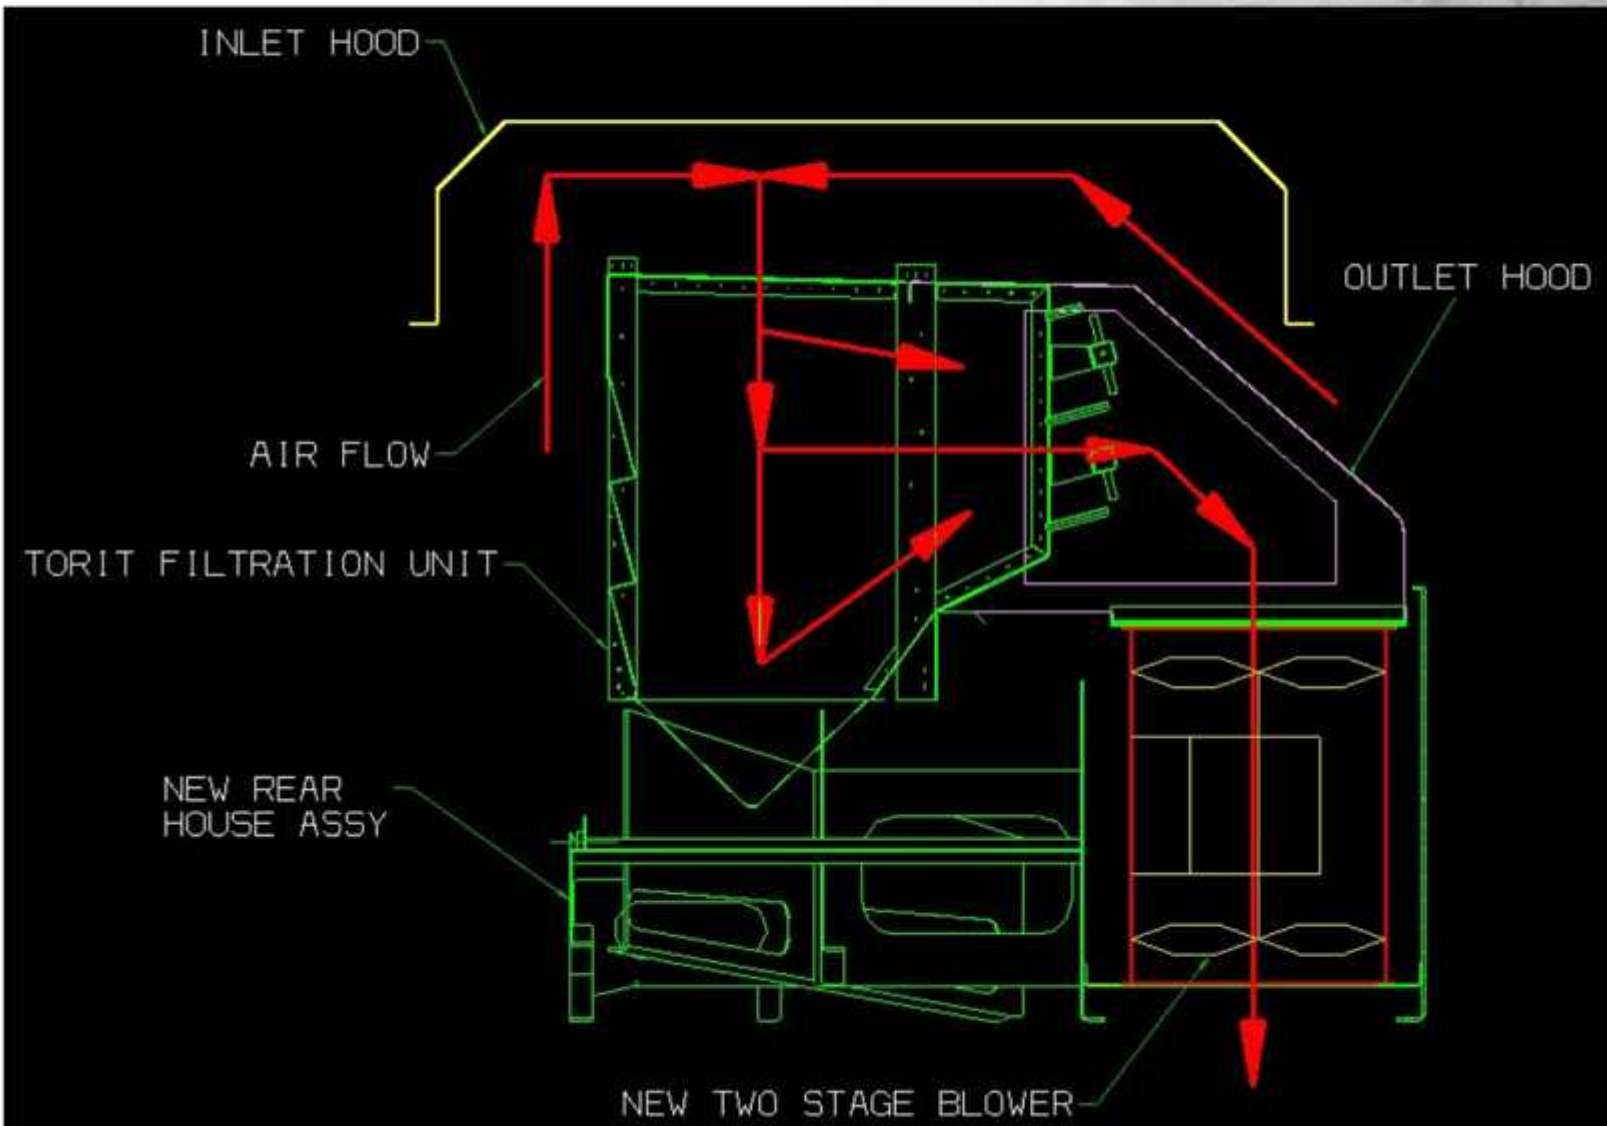 INLET HOOD
OUTLET HOOD
AIR FLOW
TORIT FILTRATION UNIT
NEW REAR
HOUSE ASSY
NEW TWO STAGE BLOWER